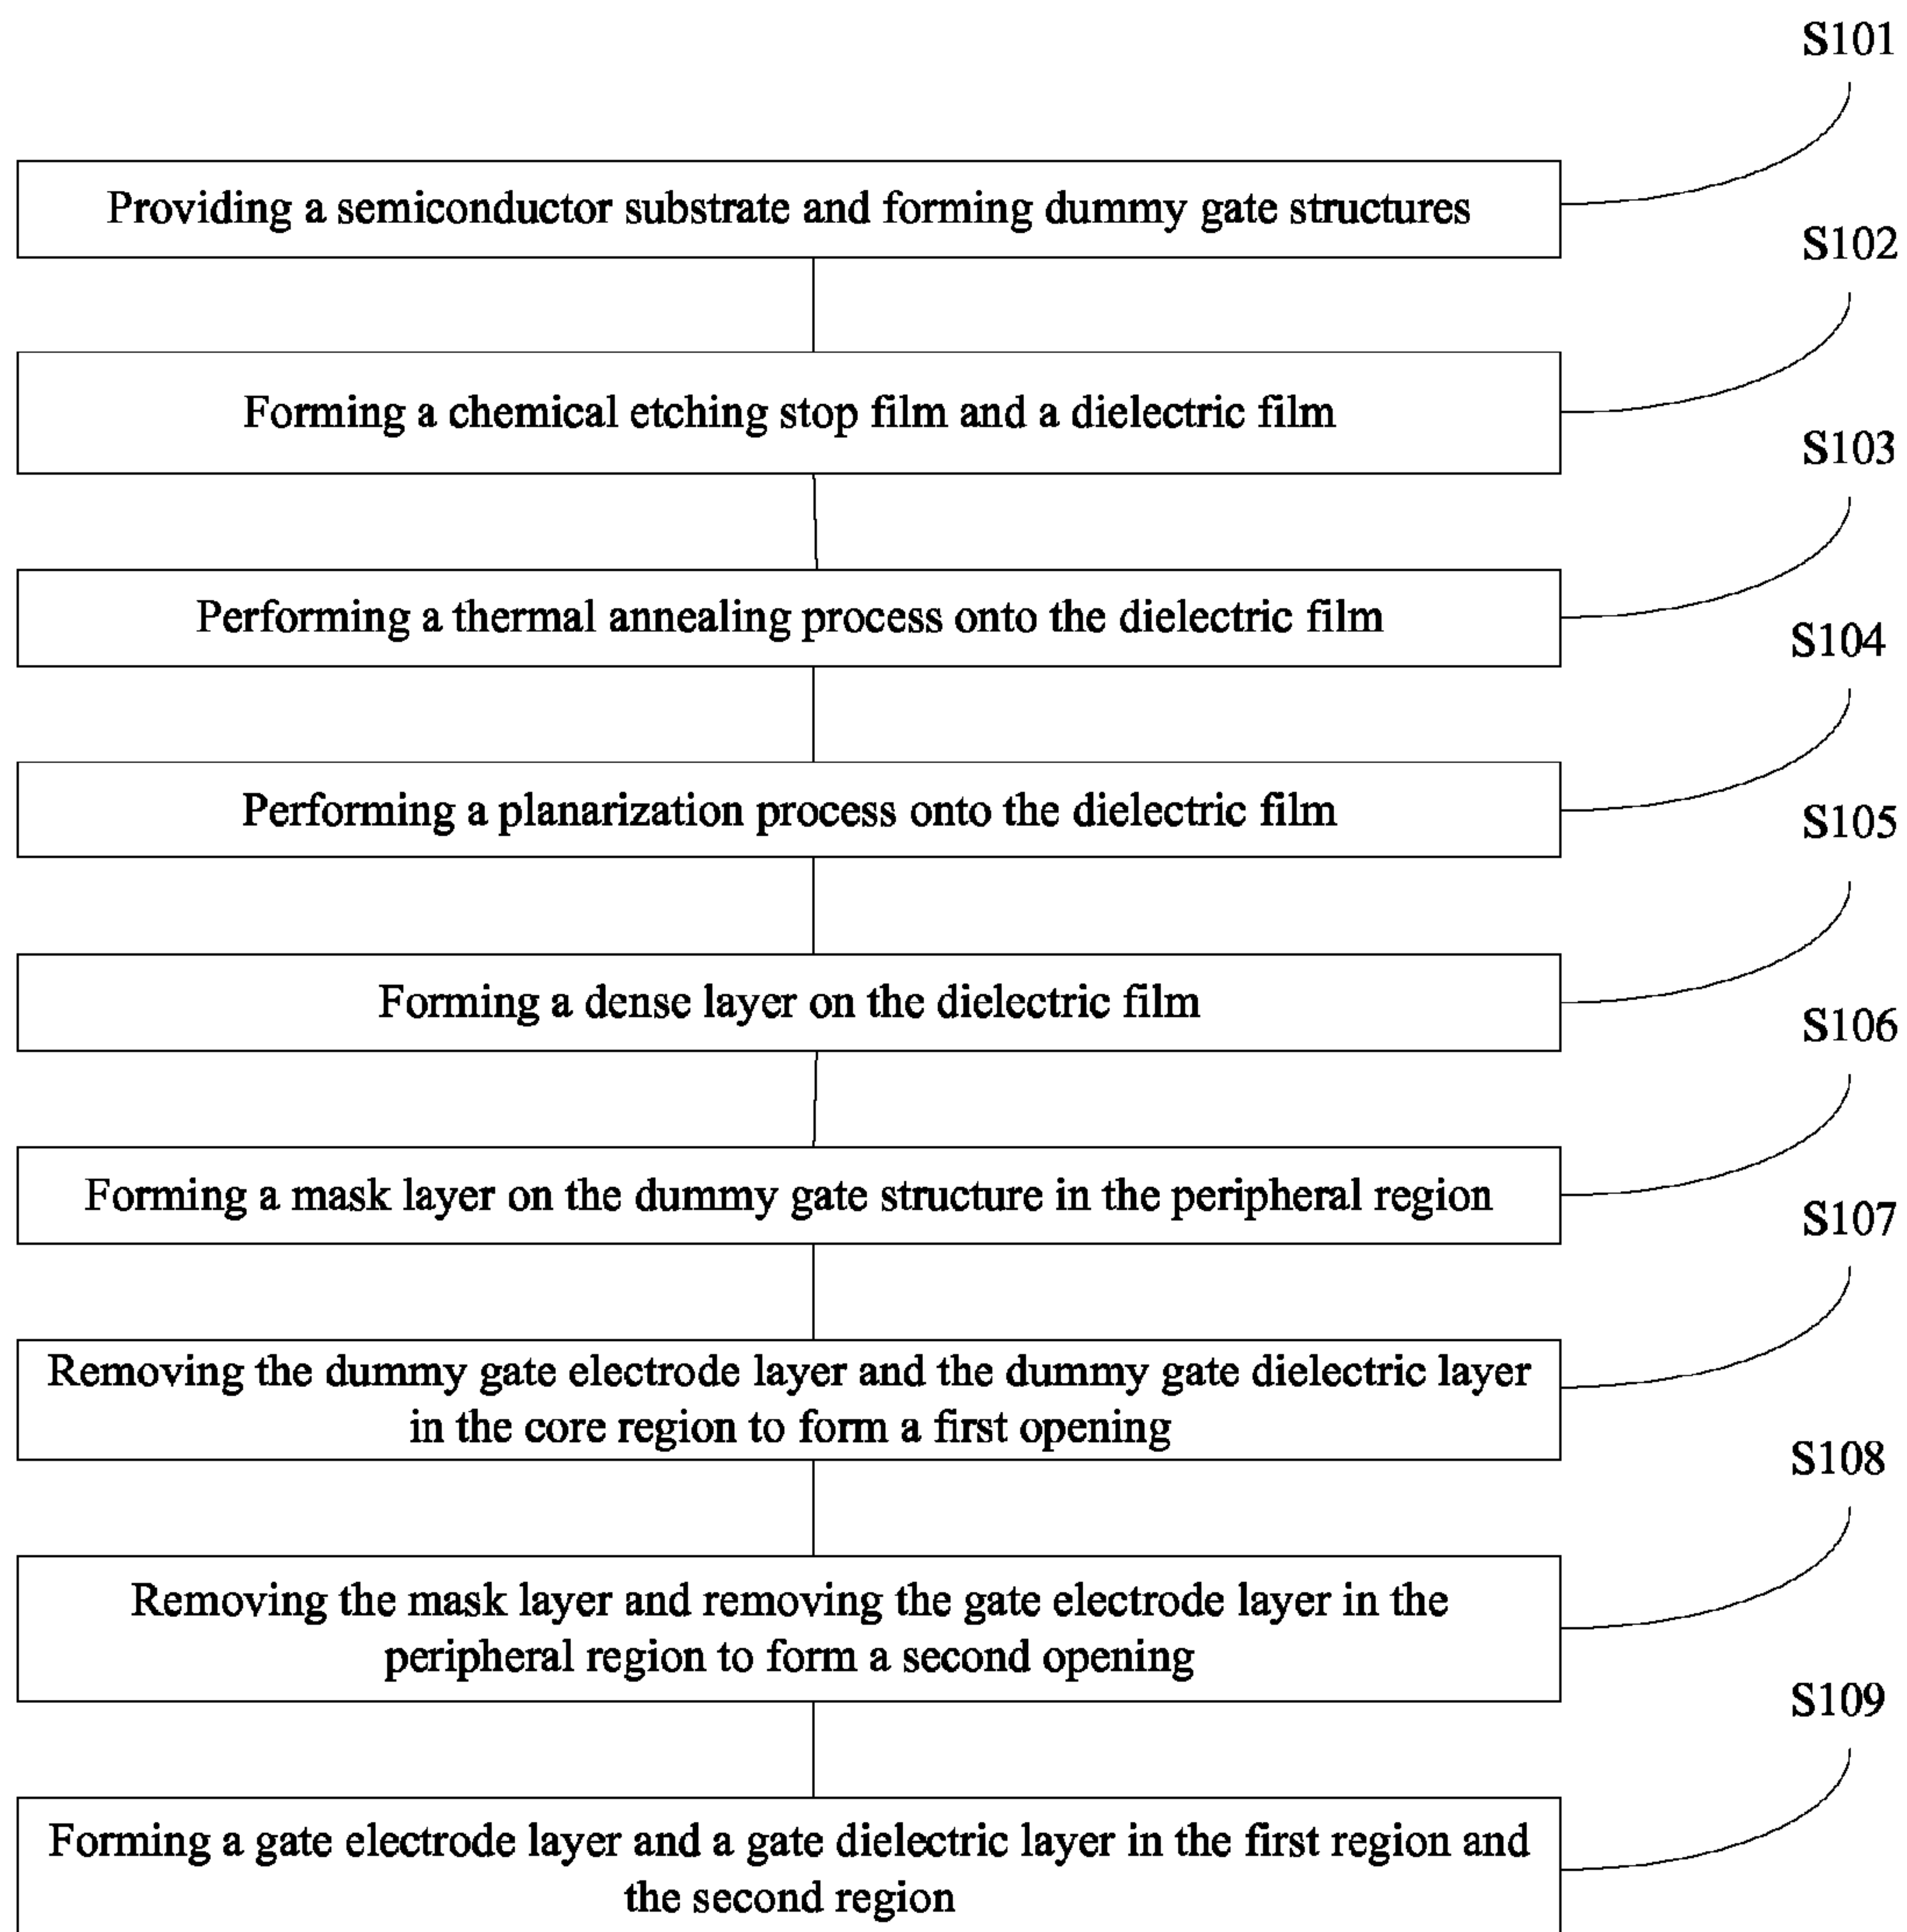 S101
Providing a semiconductor substrate and forming dummy gate structures
S102
Forming a chemical etching stop film and a dielectric film
S103
Performing a thermal annealing process onto the dielectric film
S104
Performing a planarization process onto the dielectric film
S105
Forming a dense layer on the dielectric film
S106
Forming a mask layer on the dummy gate structure in the peripheral region
S107
Removing the dummy gate electrode layer and the dummy gate dielectric layer
in the core region to form a first opening
S108
Removing the mask layer and removing the gate electrode layer in the
peripheral region to form a second opening
S109
Forming a gate electrode layer and a gate dielectric layer in the first region and
the second region